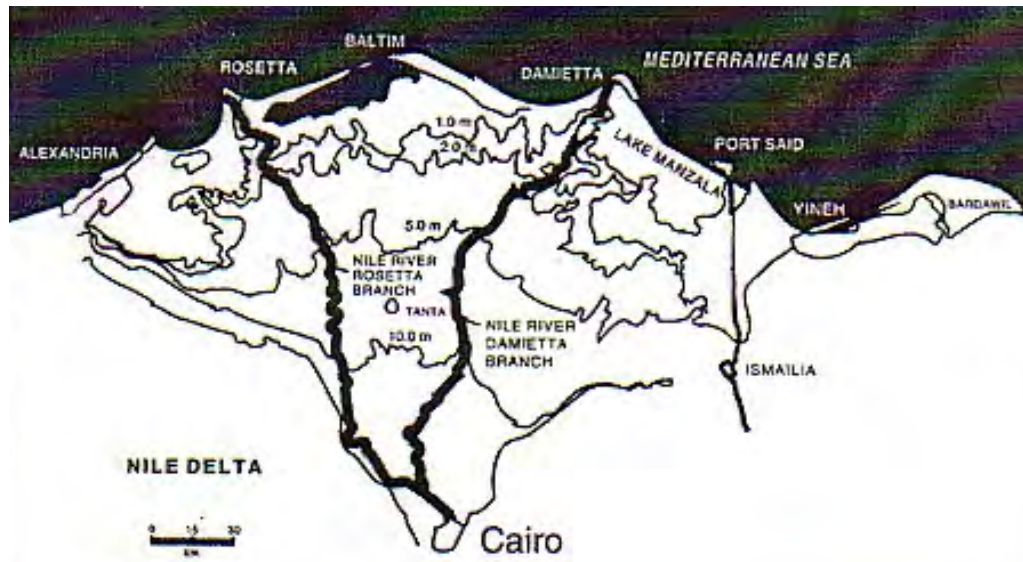 BALTIM
ROSETTA
DAMIETTA
MEDITERRANEAN SEA
ALEXANDRIA
1.0 m
2.0 m
LAKE MANZALA
PORT SAID
VINEH
BARDAWIL
5.0 m
NILE RIVER
ROSETTA
BRANCH
TANTA
NILE RIVER
DAMIETTA
BRANCH
10.0 m
ISMAILIA
NILE DELTA
0 15 30
KM
Cairo